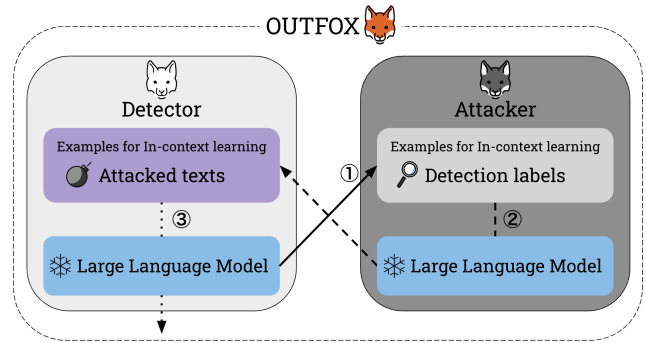 OUTFOX
Detector
Examples for In-context learning
Attacked texts
③
Large Language Model
①
Attacker
Examples for In-context learning
Detection labels
②
Large Language Model